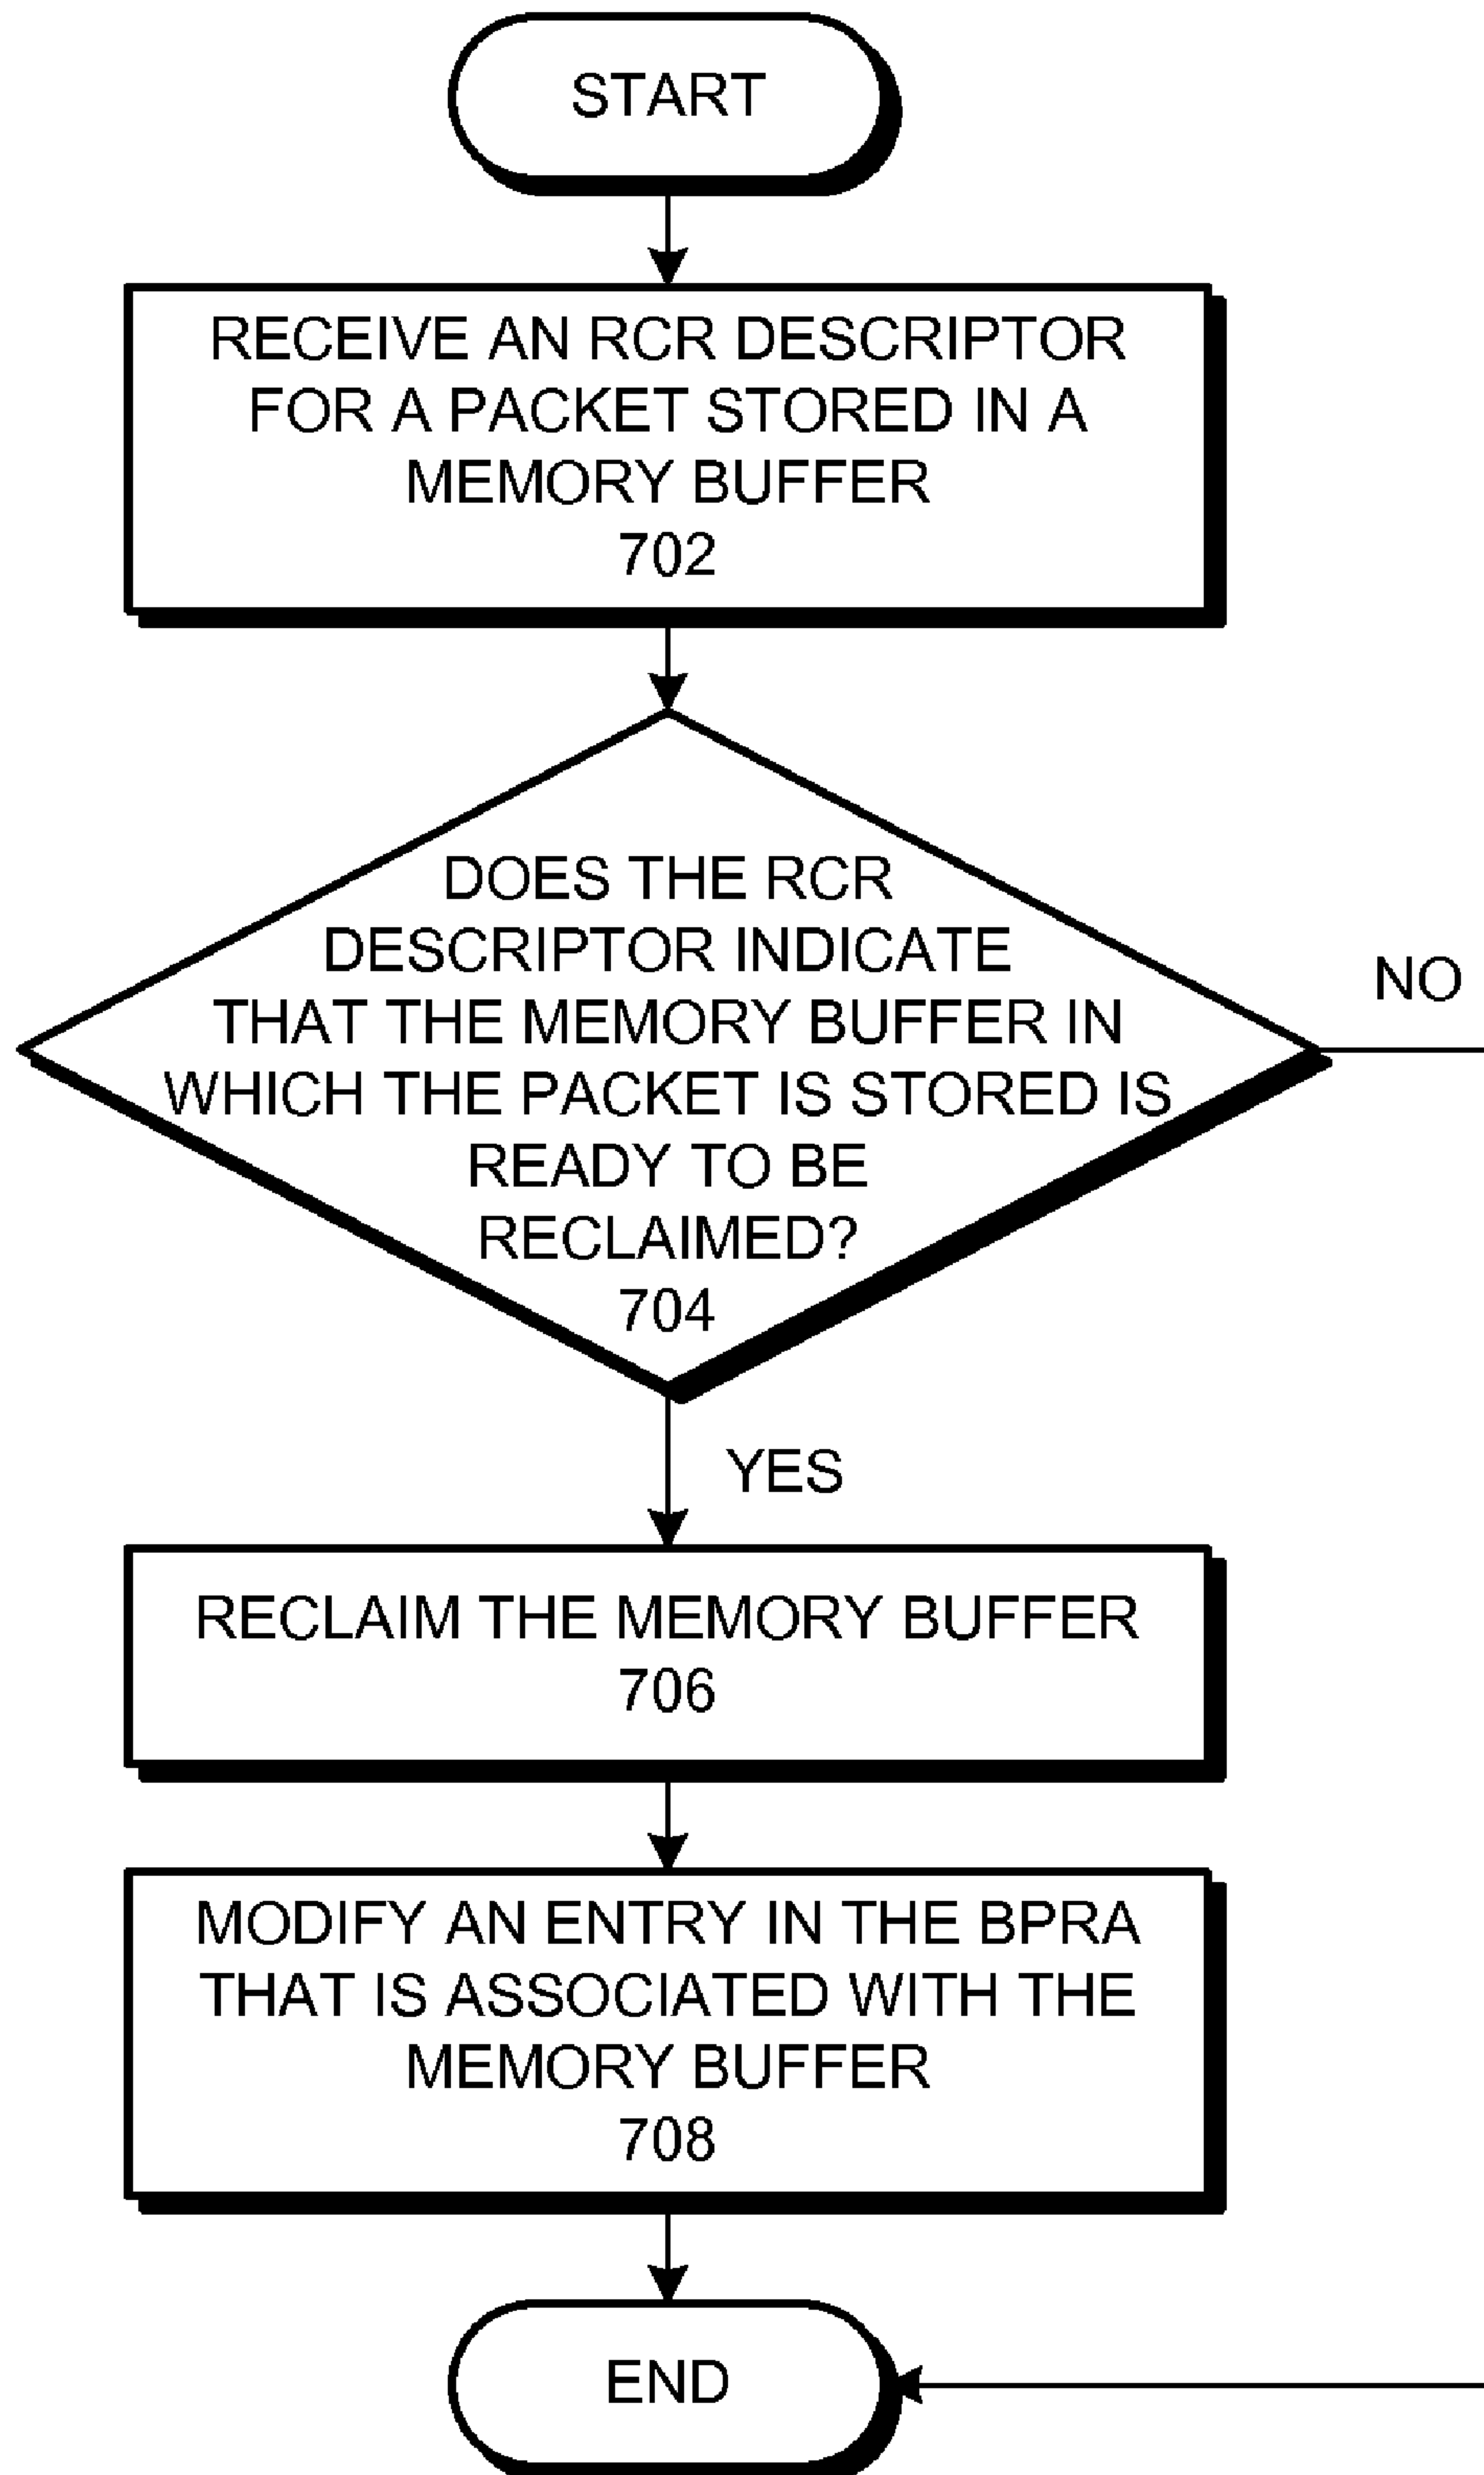 START
RECEIVE AN RCR DESCRIPTOR
FOR A PACKET STORED IN A
MEMORY BUFFER
702
DOES THE RCR
DESCRIPTOR INDICATE
THAT THE MEMORY BUFFER IN
WHICH THE PACKET IS STORED IS
READY TO BE
RECLAIMED?
704
NO
YES
RECLAIM THE MEMORY BUFFER
706
MODIFY AN ENTRY IN THE BPRA
THAT IS ASSOCIATED WITH THE
MEMORY BUFFER
708
END